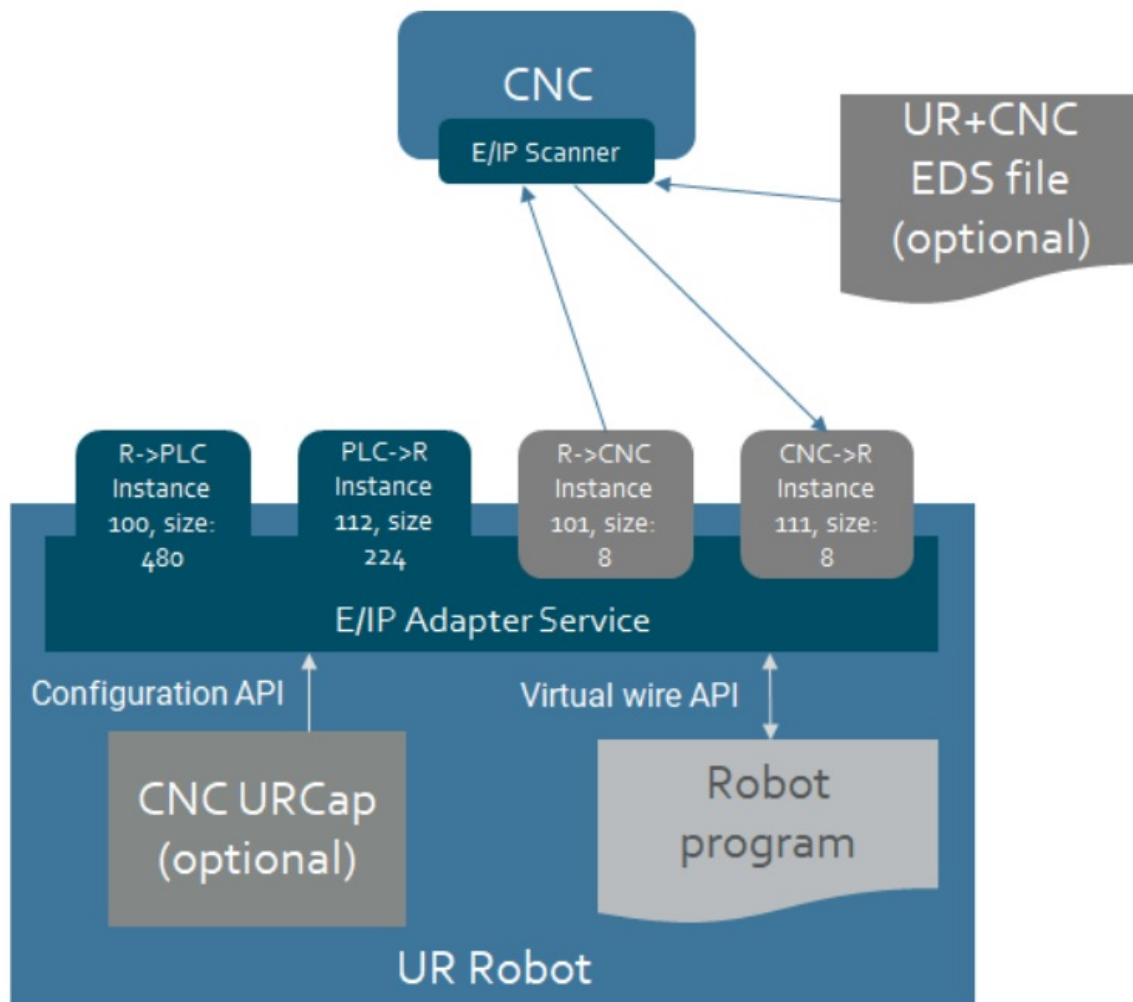 CNC
E/IP Scanner
UR+CNC
EDS file
(optional)
R->PLC
Instance
100, size:
480
PLC->R
Instance
112, size
224
R->CNC
Instance
101, size:
8
CNC->R
Instance
111, size:
8
E/IP Adapter Service
Configuration API
Virtual wire API
CNC URCap
(optional)
Robot
program
UR Robot